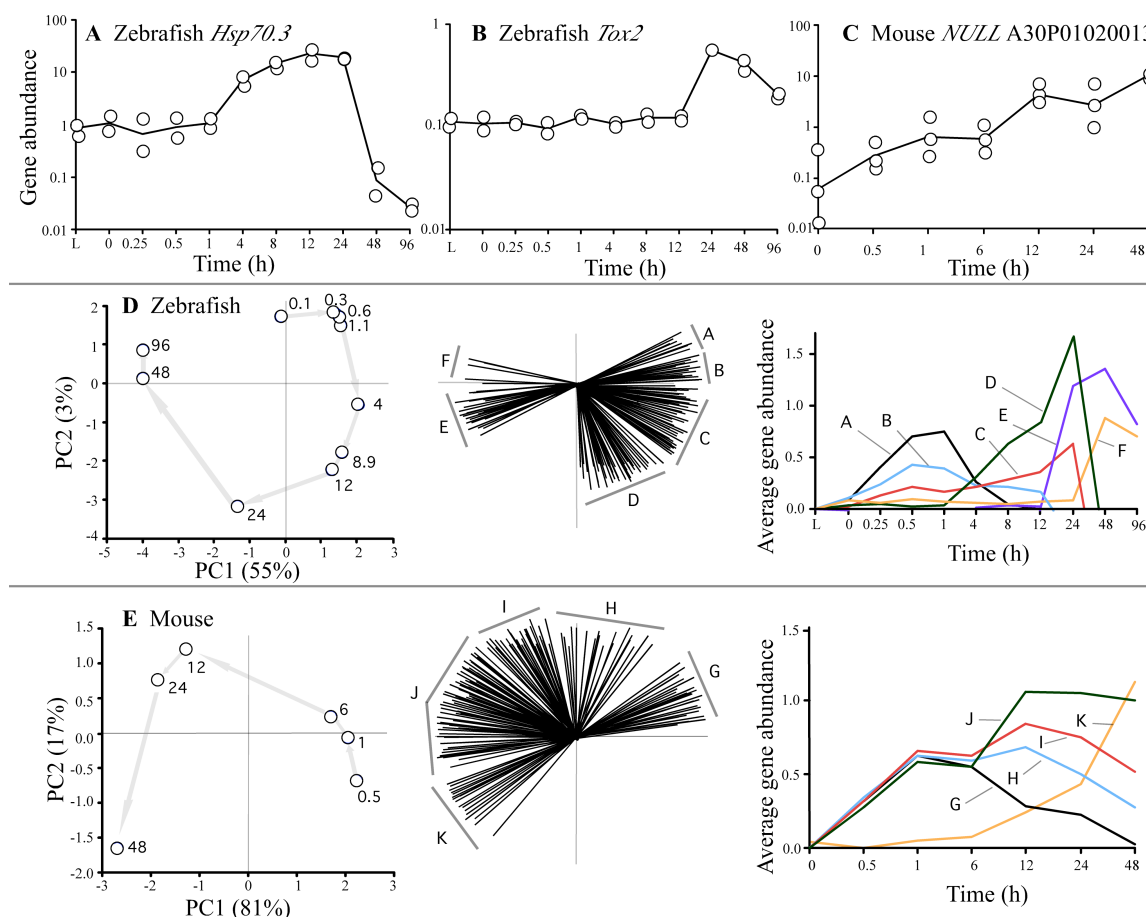 A Zebrafish Hsp70.3
B Zebrafish Tox2
C Mouse NULL A30P01020013
Gene abundance
100
10
1
0.1
0.01
L 0 0.25 0.5 1 4 8 12 24 48 96
Time (h)
1
0.1
0.01
L 0 0.25 0.5 1 4 8 12 24 48 96
Time (h)
100
10
1
0.1
0.01
0 0.5 1 6 12 24 48
Time (h)
D Zebrafish
PC2 (3%)
2
1
0
-1
-2
-3
-4
0.1
0.3
0.6
1.1
4
8.9
12
24
48
96
-5 -4 -3 -2 -1 0 1 2 3
PC1 (55%)
A
B
C
D
E
F
Average gene abundance
1.5
1.0
0.5
0.0
A
B
C
D
E
F
L 0 0.25 0.5 1 4 8 12 24 48 96
Time (h)
E Mouse
PC2 (17%)
1.5
1.0
0.5
0.0
-0.5
-1.0
-1.5
-2.0
12
24
6
1
0.5
48
-3 -2 -1 0 1 2 3
PC1 (81%)
I
H
G
J
K
Average gene abundance
1.5
1.0
0.5
0.0
J
K
I
H
G
0 0.5 1 6 12 24 48
Time (h)